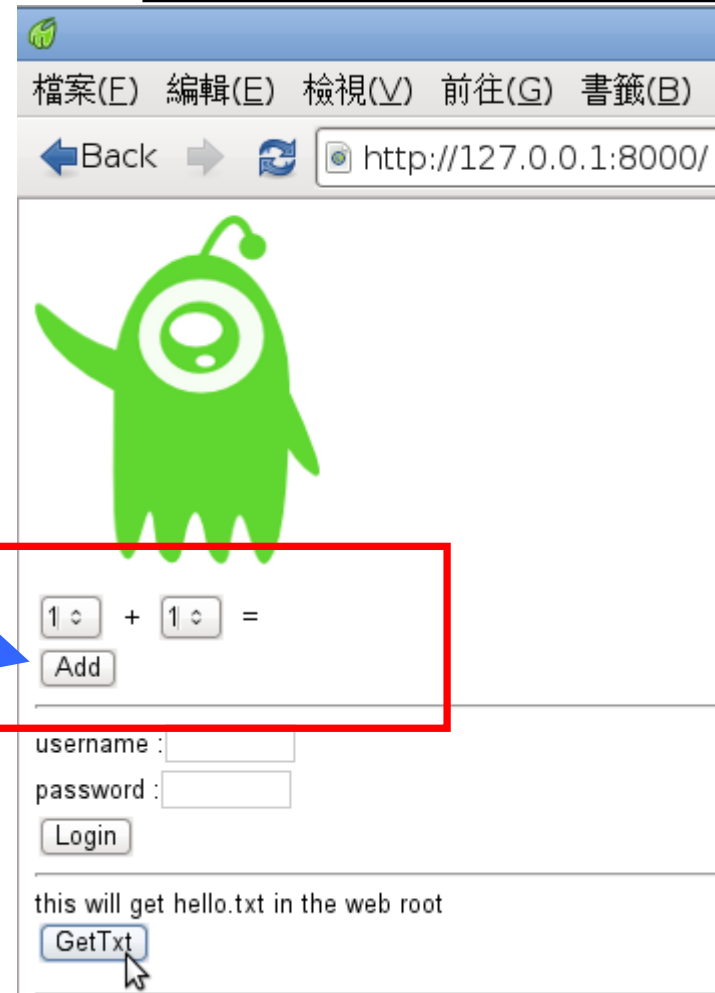 檔案(F) 編輯(E) 檢視(V) 前往(G) 書籤(B)
Back http://127.0.0.1:8000/
1 + 1 =
Add
username :
password :
Login
this will get hello.txt in the web root
GetTxt